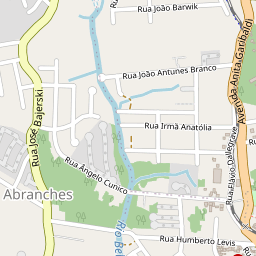 Rua João Barwik
Rua João Antunes Branco
Avenida Anita Garibaldi
Rua José Bajerski
Rua Irmã Anatólia
Rua Flávio Dallegrave
Rua Ângelo Cunico
Abranches
Rua Humberto Levis